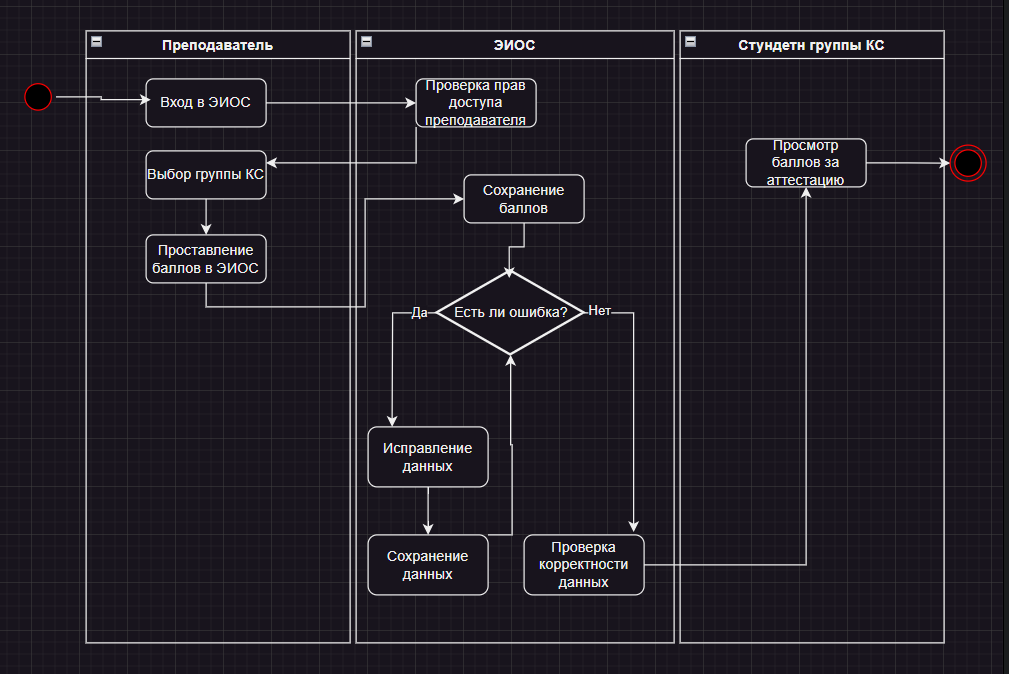 Преподаватель
ЭИОС
Стундетн группы КС
Вход в ЭИОС
Проверка прав
доступа
преподавателя
Выбор группы КС
Просмотр
баллов за
аттестацию
Сохранение
баллов
Проставление
баллов в ЭИОС
Да
Есть ли ошибка?
Нет
Исправление
данных
Сохранение
данных
Проверка
корректности
данных